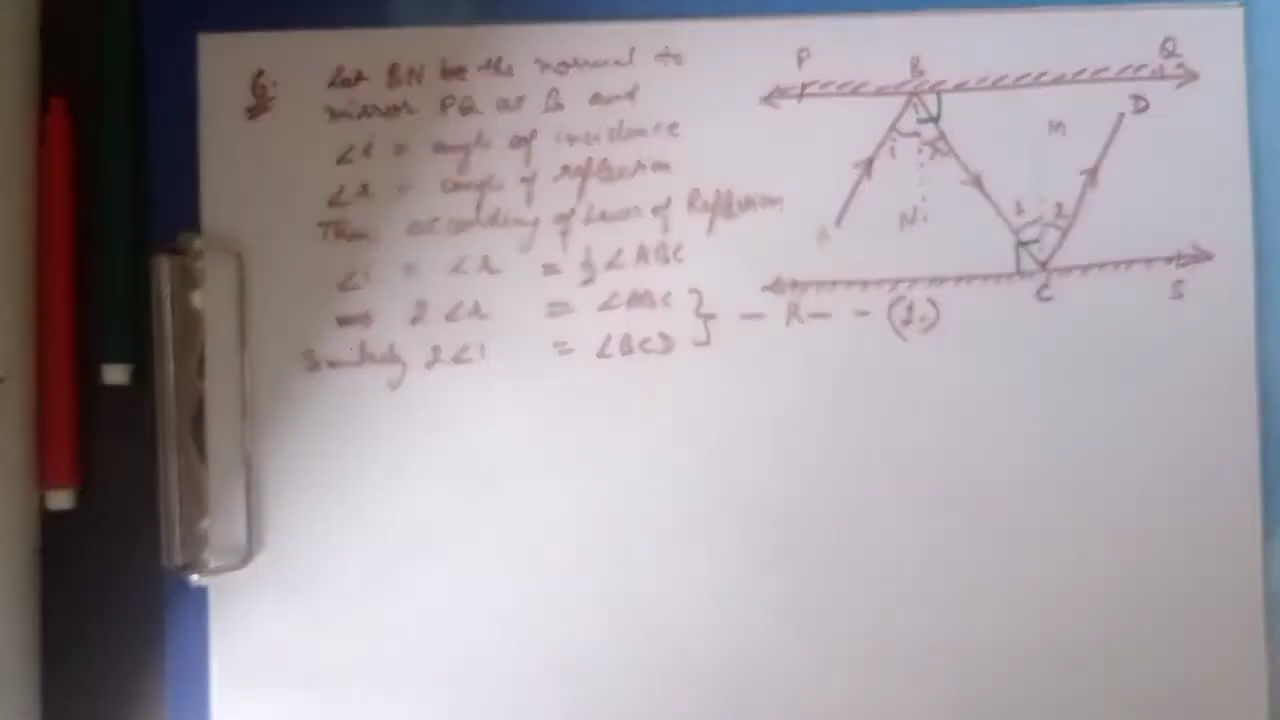 6. Let BN be the normal to
mirror PQ at B and
∠i = angle of incidence
∠r = angle of reflection
Then, according of Laws of Reflection
∠i = ∠r = 1/2 ∠ABC
⇒ 2∠r = ∠ABC
Similarly 2∠1 = ∠BCD } - - - (1.)
P B Q
D
M
i r
N
1 2
A
C S
R